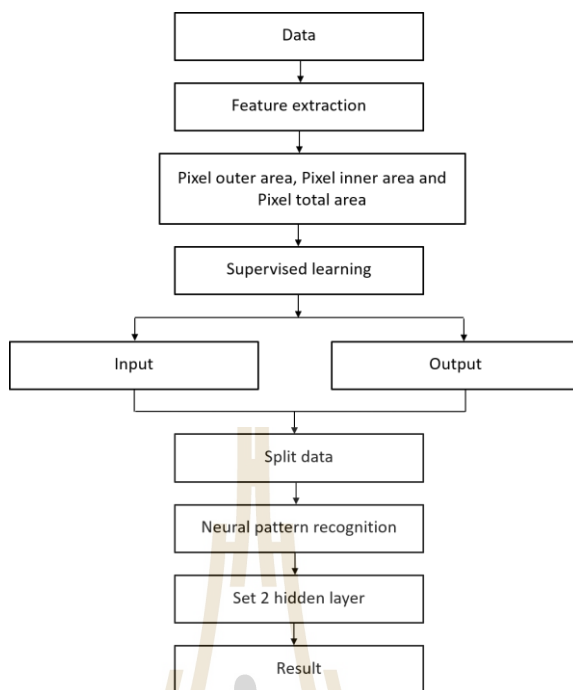 Data
Feature extraction
Pixel outer area, Pixel inner area and
Pixel total area
Supervised learning
Input
Output
Split data
Neural pattern recognition
Set 2 hidden layer
Result